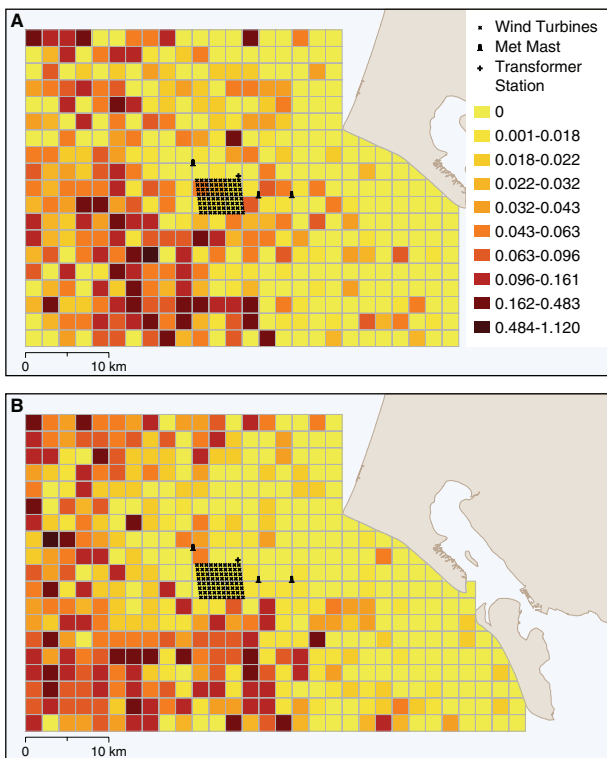 A
Wind Turbines
Met Mast
Transformer
Station
0
0.001-0.018
0.018-0.022
0.022-0.032
0.032-0.043
0.043-0.063
0.063-0.096
0.096-0.161
0.162-0.483
0.484-1.120
0 10 km
B
0 10 km